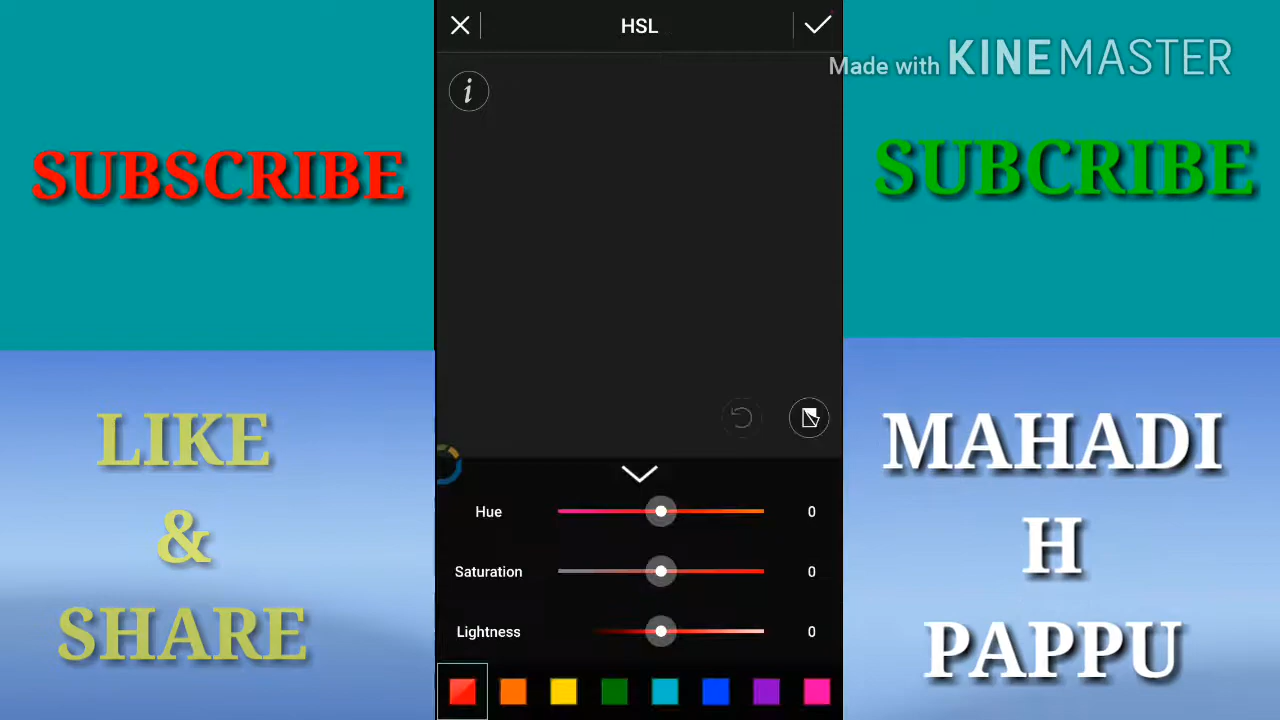 HSL
Made with KINEMASTER
SUBSCRIBE
SUBCRIBE
i
LIKE
&
SHARE
MAHADI
H
PAPPU
Hue 0
Saturation 0
Lightness 0